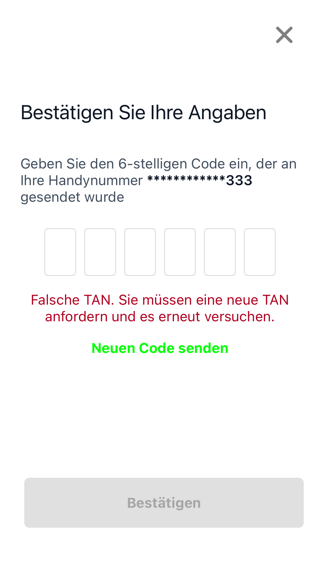 Bestätigen Sie Ihre Angaben
Geben Sie den 6-stelligen Code ein, der an
Ihre Handynummer ************333
gesendet wurde
Falsche TAN. Sie müssen eine neue TAN
anfordern und es erneut versuchen.
Neuen Code senden
Bestätigen